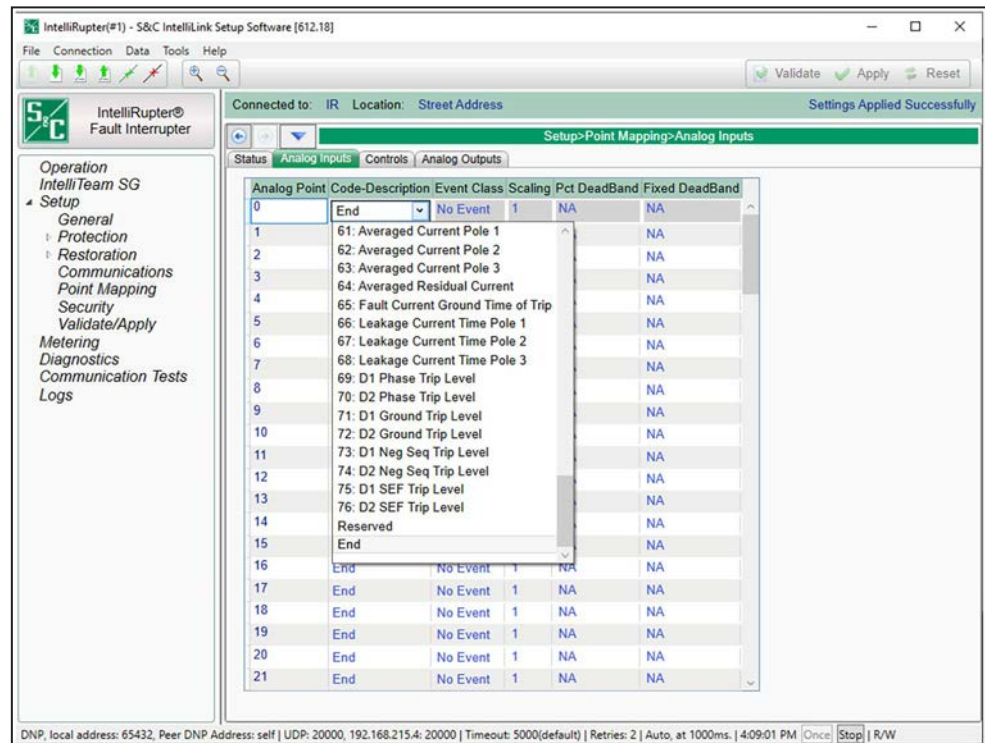 IntelliRupter(#1) - S&C IntelliLink Setup Software [612.18]
File Connection Data Tools Help
Validate Apply Reset
S&C IntelliRupter®
Fault Interrupter
Connected to: IR Location: Street Address Settings Applied Successfully
Setup>Point Mapping>Analog Inputs
Status Analog Inputs Controls Analog Outputs
Operation
IntelliTeam SG
Setup
General
Protection
Restoration
Communications
Point Mapping
Security
Validate/Apply
Metering
Diagnostics
Communication Tests
Logs
Analog Point Code-Description Event Class Scaling Pct DeadBand Fixed DeadBand
0 End No Event 1 NA NA
1 61: Averaged Current Pole 1 NA
2 62: Averaged Current Pole 2 NA
3 63: Averaged Current Pole 3 NA
64: Averaged Residual Current
4 65: Fault Current Ground Time of Trip NA
5 66: Leakage Current Time Pole 1 NA
6 67: Leakage Current Time Pole 2 NA
7 68: Leakage Current Time Pole 3 NA
69: D1 Phase Trip Level
8 70: D2 Phase Trip Level NA
9 71: D1 Ground Trip Level NA
10 72: D2 Ground Trip Level NA
11 73: D1 Neg Seq Trip Level NA
12 74: D2 Neg Seq Trip Level NA
13 75: D1 SEF Trip Level NA
76: D2 SEF Trip Level
14 Reserved NA
15 End NA
16 End No Event 1 NA NA
17 End No Event 1 NA NA
18 End No Event 1 NA NA
19 End No Event 1 NA NA
20 End No Event 1 NA NA
21 End No Event 1 NA NA
DNP, local address: 65432, Peer DNP Address: self | UDP: 20000, 192.168.215.4: 20000 | Timeout: 5000(default) | Retries: 2 | Auto, at 1000ms. | 4:09:01 PM Once Stop | R/W